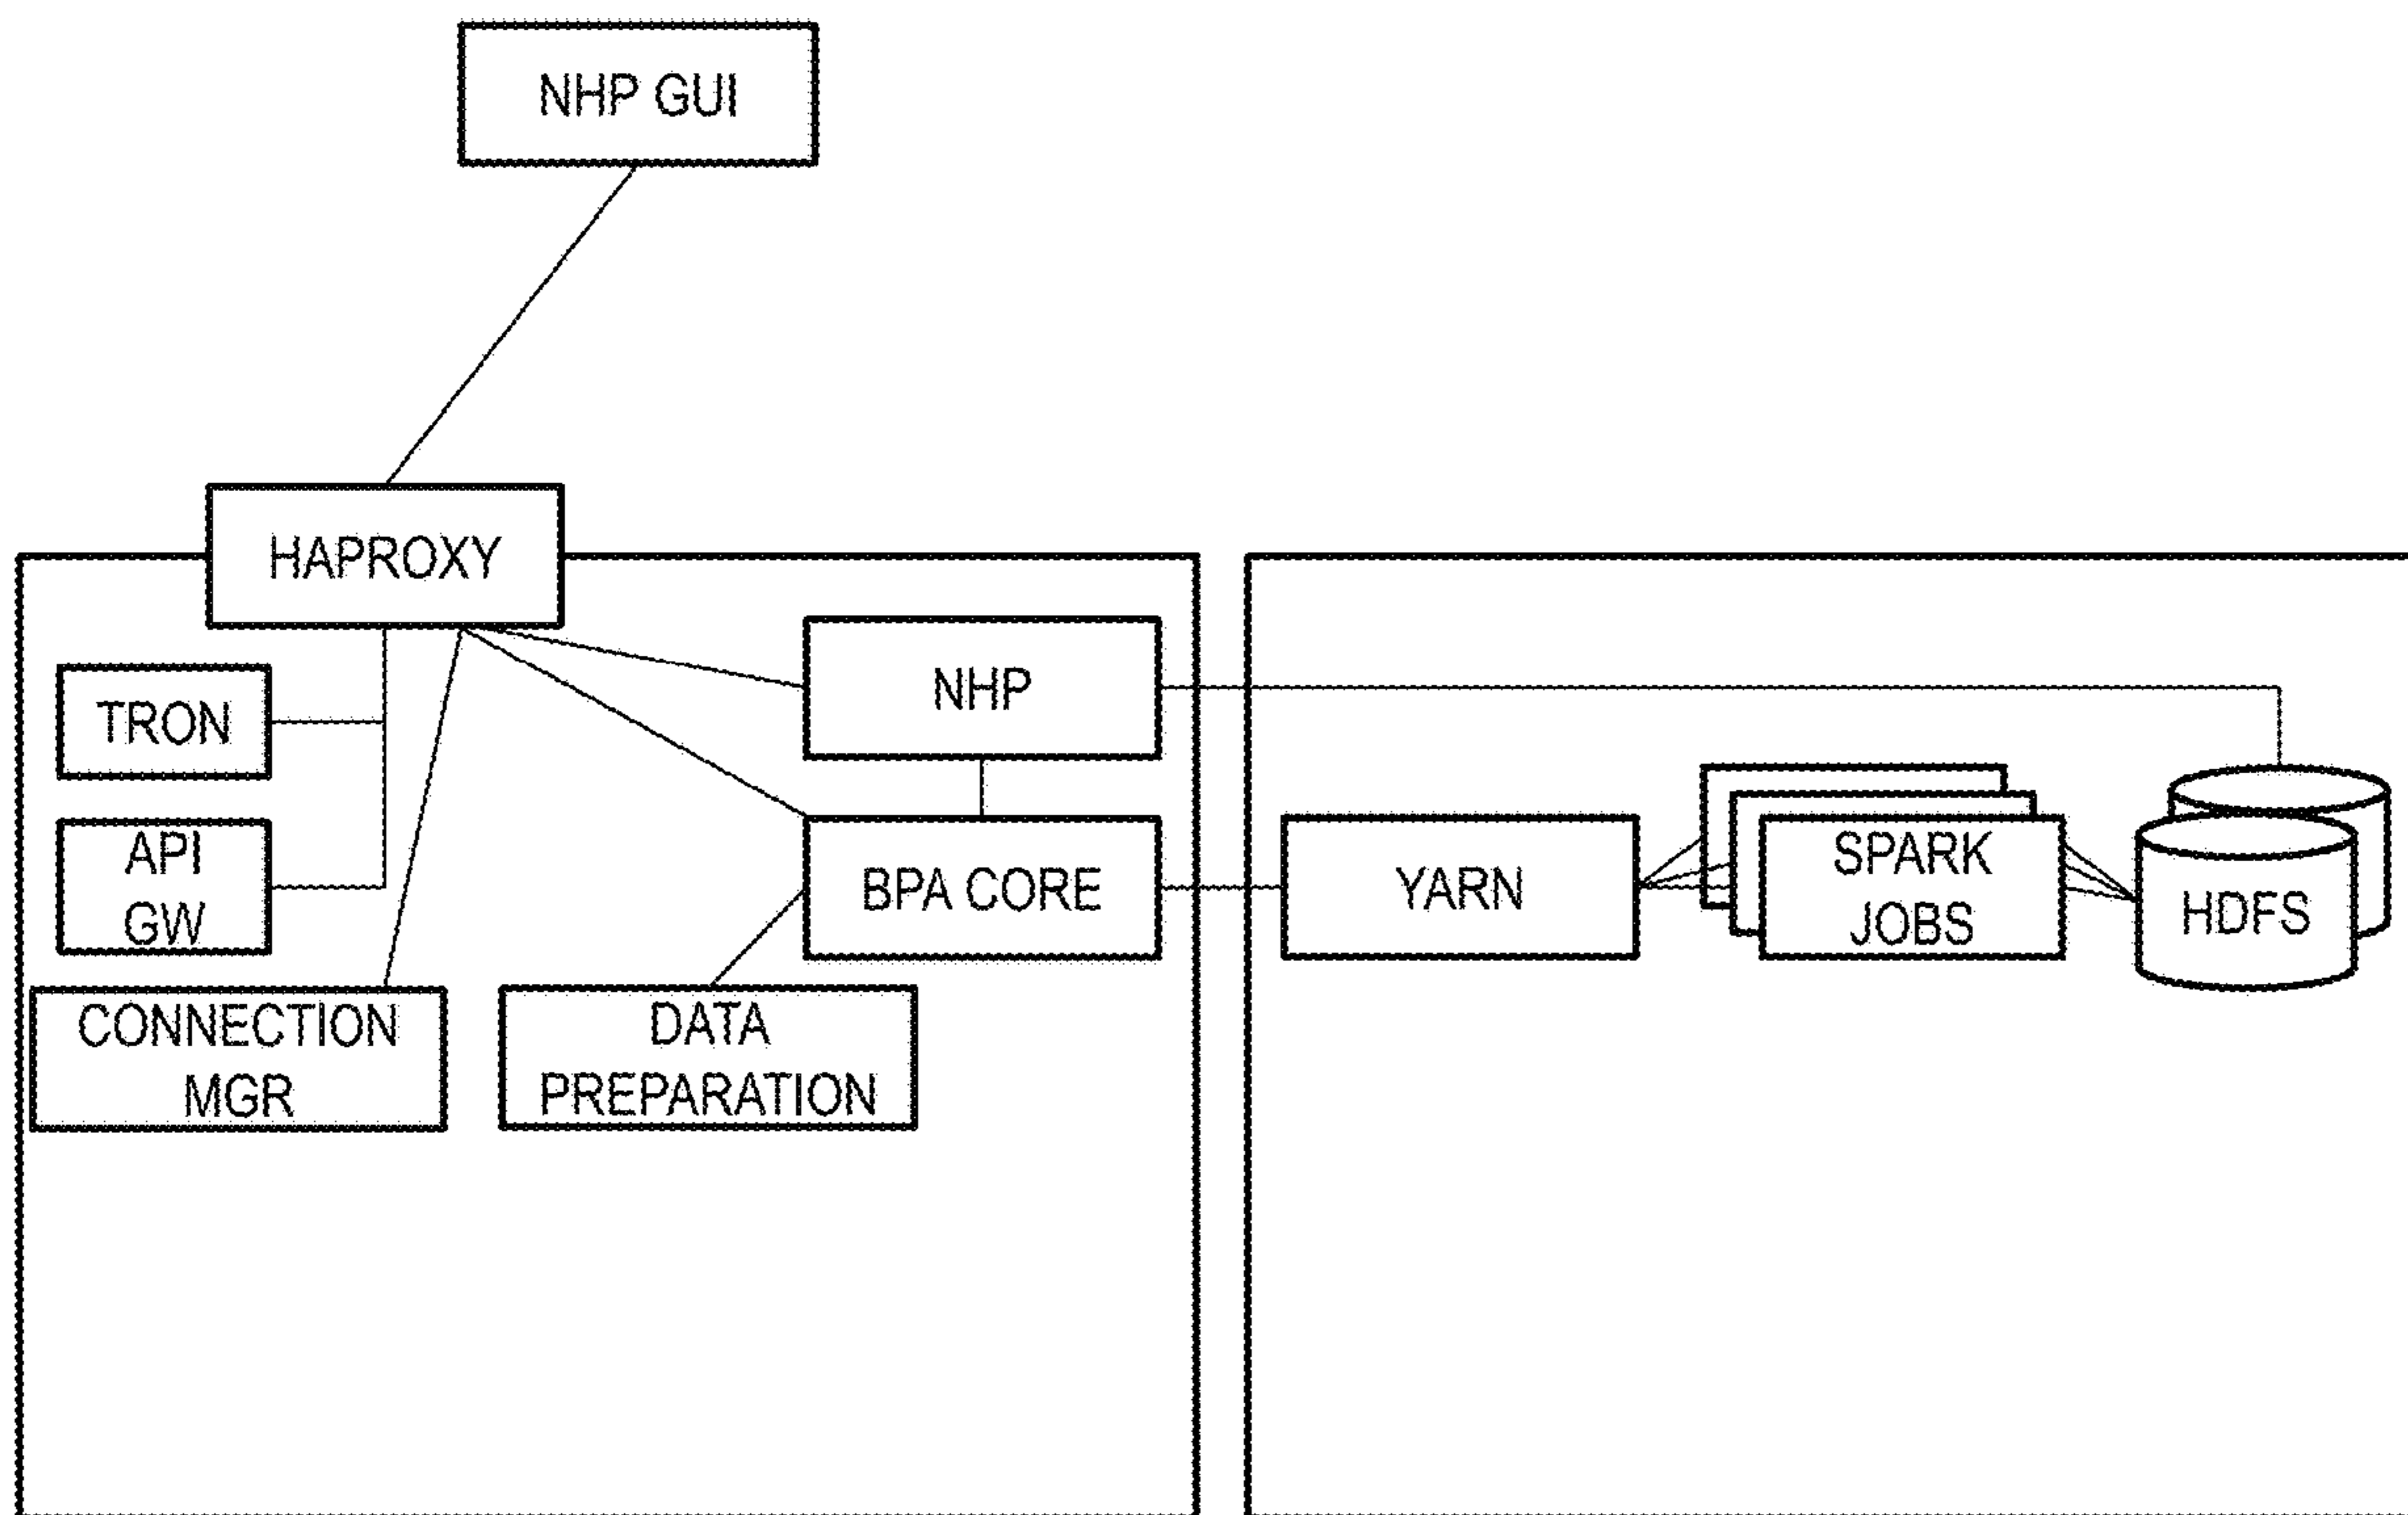 NHP GUI
HAPROXY
TRON
NHP
API
GW
BPA CORE
YARN
SPARK
JOBS
HDFS
CONNECTION
MGR
DATA
PREPARATION